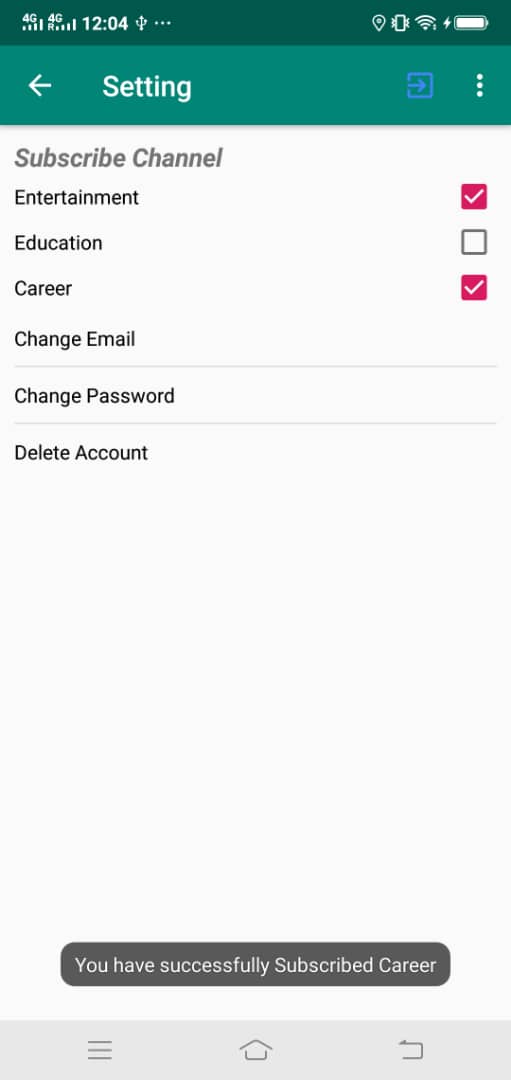 4G 4G R 12:04
Setting
Subscribe Channel
Entertainment
Education
Career
Change Email
Change Password
Delete Account
You have successfully Subscribed Career